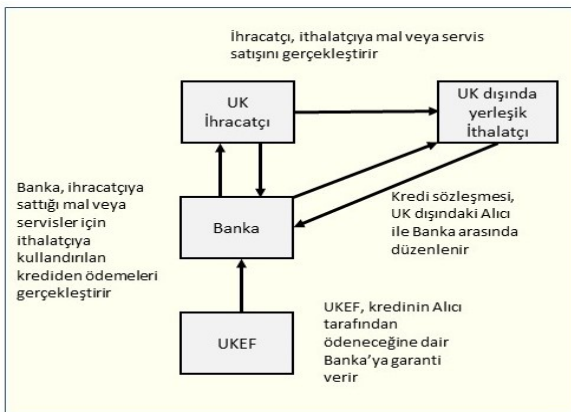 İhracatçı, ithalatçıya mal veya servis
satışını gerçekleştirir
UK
İhracatçı
UK dışında
yerleşik
İthalatçı
Banka, ihracatçıya
sattığı mal veya
servisler için
ithalatçıya
kullandırılan
krediden ödemeleri
gerçekleştirir
Banka
Kredi sözleşmesi,
UK dışındaki Alıcı
ile Banka arasında
düzenlenir
UKEF
UKEF, kredinin Alıcı
tarafından
ödeneceğine dair
Banka'ya garanti
verir